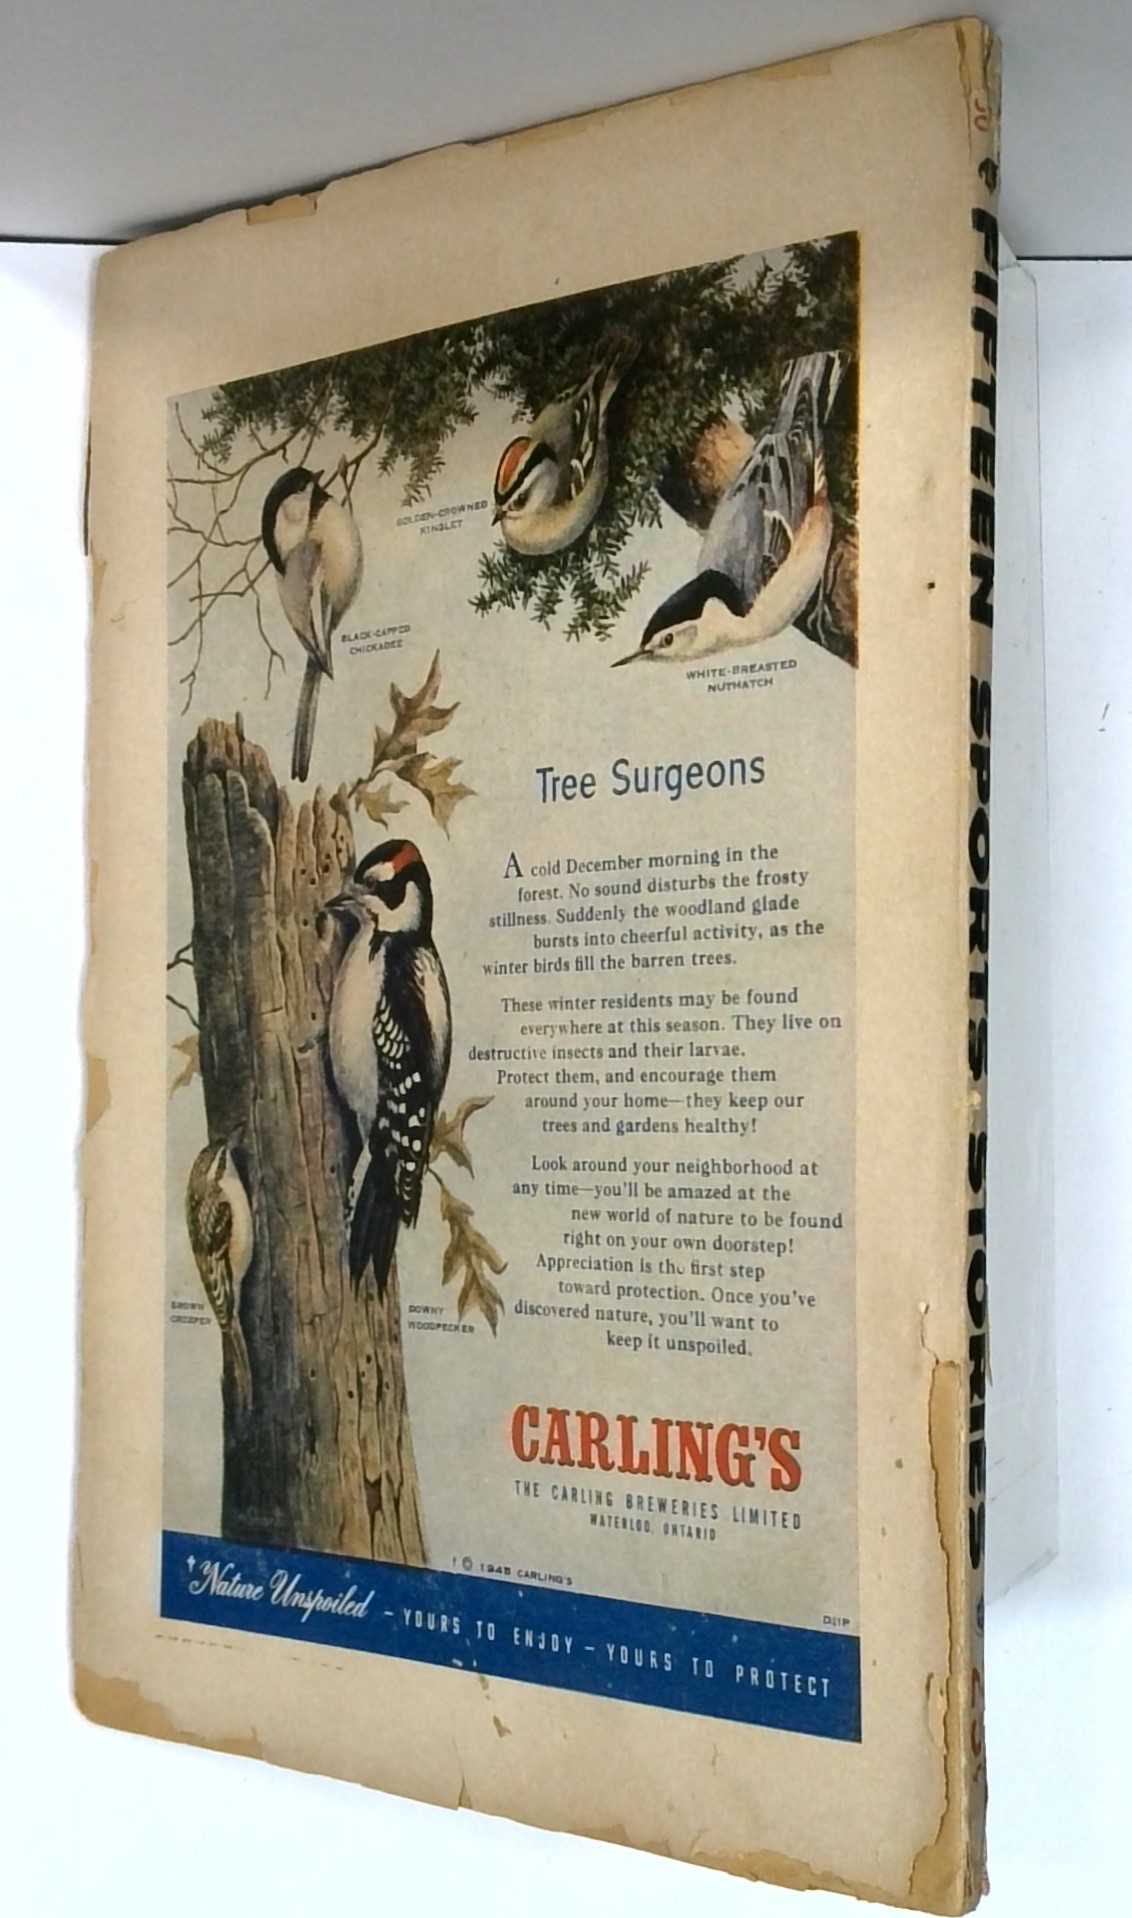 GOLDEN-CROWNED
KINGLET
BLACK-CAPPED
CHICKADEE
WHITE-BREASTED
NUTHATCH
Tree Surgeons
A cold December morning in the
forest. No sound disturbs the frosty
stillness. Suddenly the woodland glade
bursts into cheerful activity, as the
winter birds fill the barren trees.
These winter residents may be found
everywhere at this season. They live on
destructive insects and their larvae.
Protect them, and encourage them
around your home—they keep our
trees and gardens healthy!
Look around your neighborhood at
any time—you'll be amazed at the
new world of nature to be found
right on your own doorstep!
Appreciation is the first step
toward protection. Once you've
discovered nature, you'll want to
keep it unspoiled.
BROWN
CREEPER
DOWNY
WOODPECKER
CARLING'S
THE CARLING BREWERIES LIMITED
WATERLOO, ONTARIO
† © 1945 CARLING'S
D11P
† Nature Unspoiled – YOURS TO ENJOY – YOURS TO PROTECT
FIFTEEN SPORTS STORIES